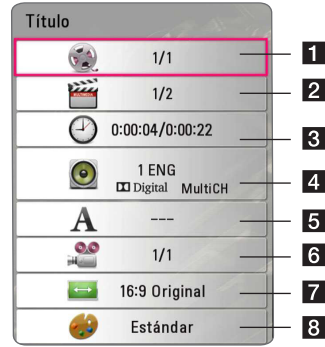 Título
1/1 1
1/2 2
0:00:04/0:00:22 3
1 ENG
Digital MultiCH 4
A --- 5
1/1 6
16:9 Original 7
Estándar 8